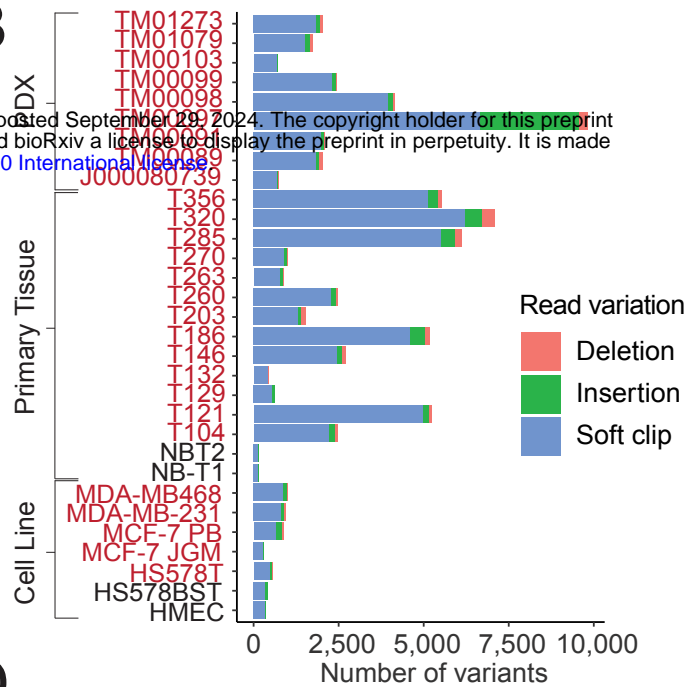 TM01273
TM01079
TM00103
TM00099
TM00098
posted September 29, 2024. The copyright holder for this preprint
d bioRxiv a license to display the preprint in perpetuity. It is made
TM00089
0 International license.
J000080739
T356
T320
T285
T270
T263
T260
T203
T186
T146
T132
T129
T121
T104
NBT2
NB-T1
MDA-MB468
MDA-MB-231
MCF-7 PB
MCF-7 JGM
HS578T
HS578BST
HMEC
PDX
Primary Tissue
Cell Line
Read variation
Deletion
Insertion
Soft clip
0 2,500 5,000 7,500 10,000
Number of variants